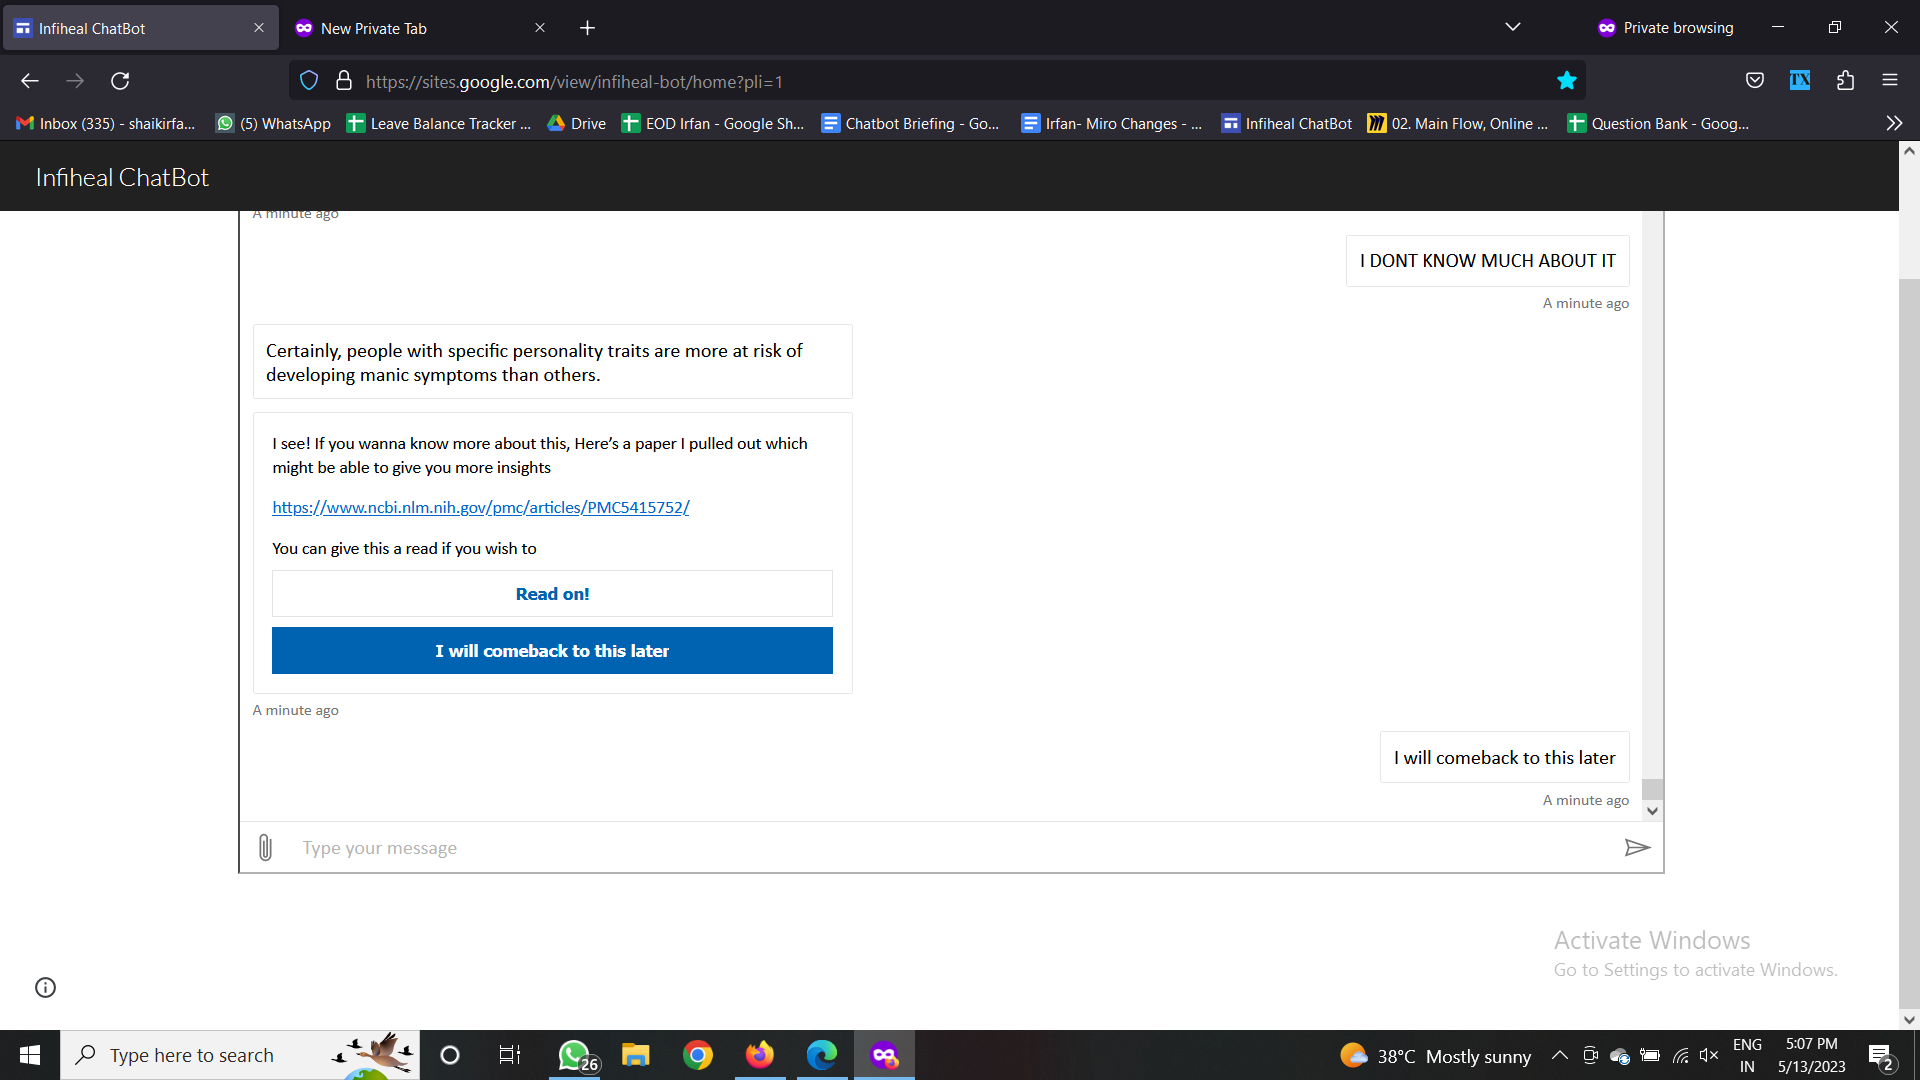 Infiheal ChatBot
New Private Tab
Private browsing
https://sites.google.com/view/infiheal-bot/home?pli=1
TX
Inbox (335) - shaikirfa...
(5) WhatsApp
Leave Balance Tracker ...
Drive
EOD Irfan - Google Sh...
Chatbot Briefing - Go...
Irfan- Miro Changes - ...
Infiheal ChatBot
02. Main Flow, Online ...
Question Bank - Goog...
Infiheal ChatBot
A minute ago
I DONT KNOW MUCH ABOUT IT
A minute ago
Certainly, people with specific personality traits are more at risk of
developing manic symptoms than others.
I see! If you wanna know more about this, Here’s a paper I pulled out which
might be able to give you more insights
https://www.ncbi.nlm.nih.gov/pmc/articles/PMC5415752/
You can give this a read if you wish to
Read on!
I will comeback to this later
A minute ago
I will comeback to this later
A minute ago
Type your message
Activate Windows
Go to Settings to activate Windows.
Type here to search
26
38°C Mostly sunny
ENG
IN
5:07 PM
5/13/2023
2